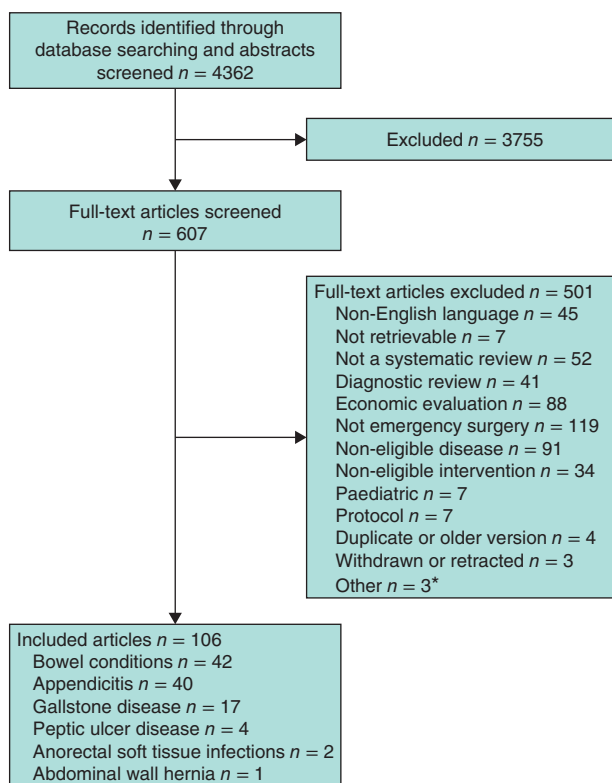 Records identified through
database searching and abstracts
screened n = 4362
Excluded n = 3755
Full-text articles screened
n = 607
Full-text articles excluded n = 501
Non-English language n = 45
Not retrievable n = 7
Not a systematic review n = 52
Diagnostic review n = 41
Economic evaluation n = 88
Not emergency surgery n = 119
Non-eligible disease n = 91
Non-eligible intervention n = 34
Paediatric n = 7
Protocol n = 7
Duplicate or older version n = 4
Withdrawn or retracted n = 3
Other n = 3*
Included articles n = 106
Bowel conditions n = 42
Appendicitis n = 40
Gallstone disease n = 17
Peptic ulcer disease n = 4
Anorectal soft tissue infections n = 2
Abdominal wall hernia n = 1